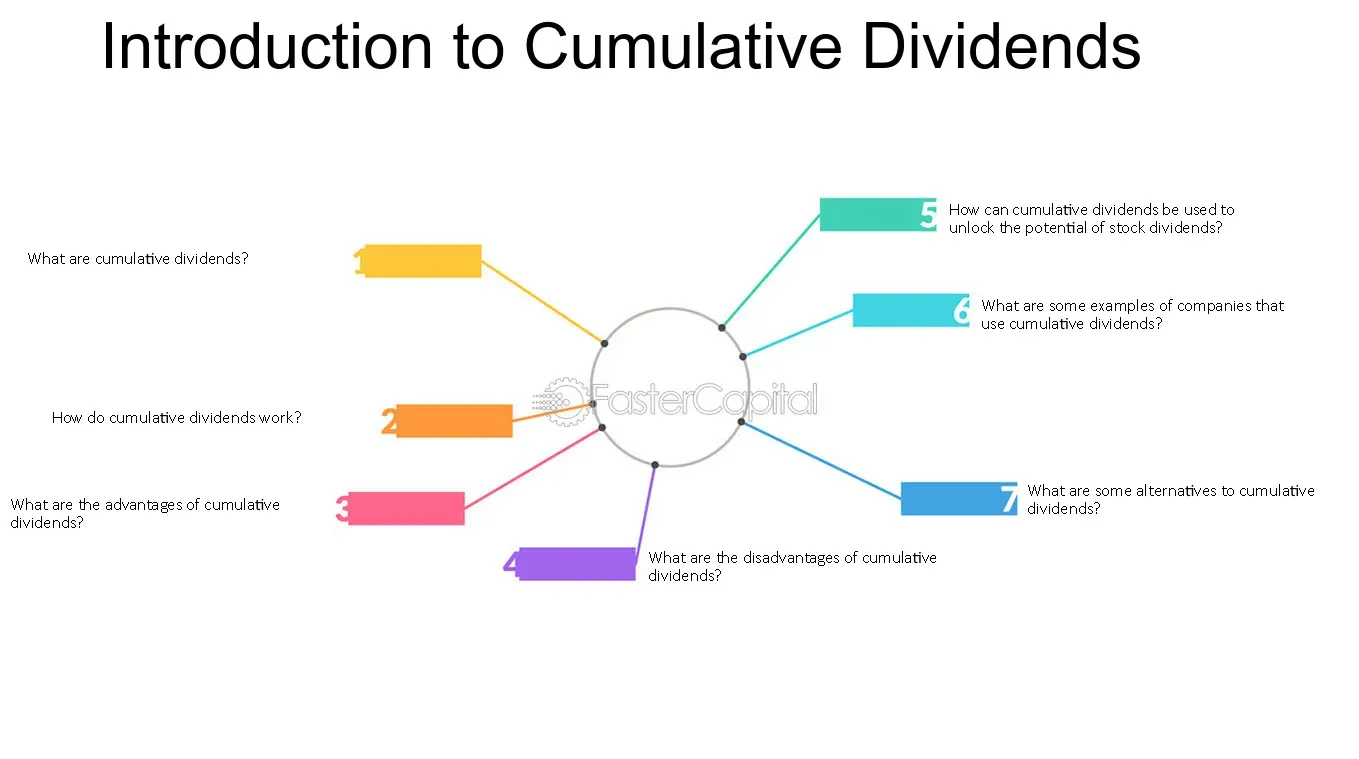 Introduction to Cumulative Dividends
1
What are cumulative dividends?
2
How do cumulative dividends work?
3
What are the advantages of cumulative
dividends?
4
What are the disadvantages of cumulative
dividends?
5
How can cumulative dividends be used to
unlock the potential of stock dividends?
6
What are some examples of companies that
use cumulative dividends?
7
What are some alternatives to cumulative
dividends?
FasterCapital